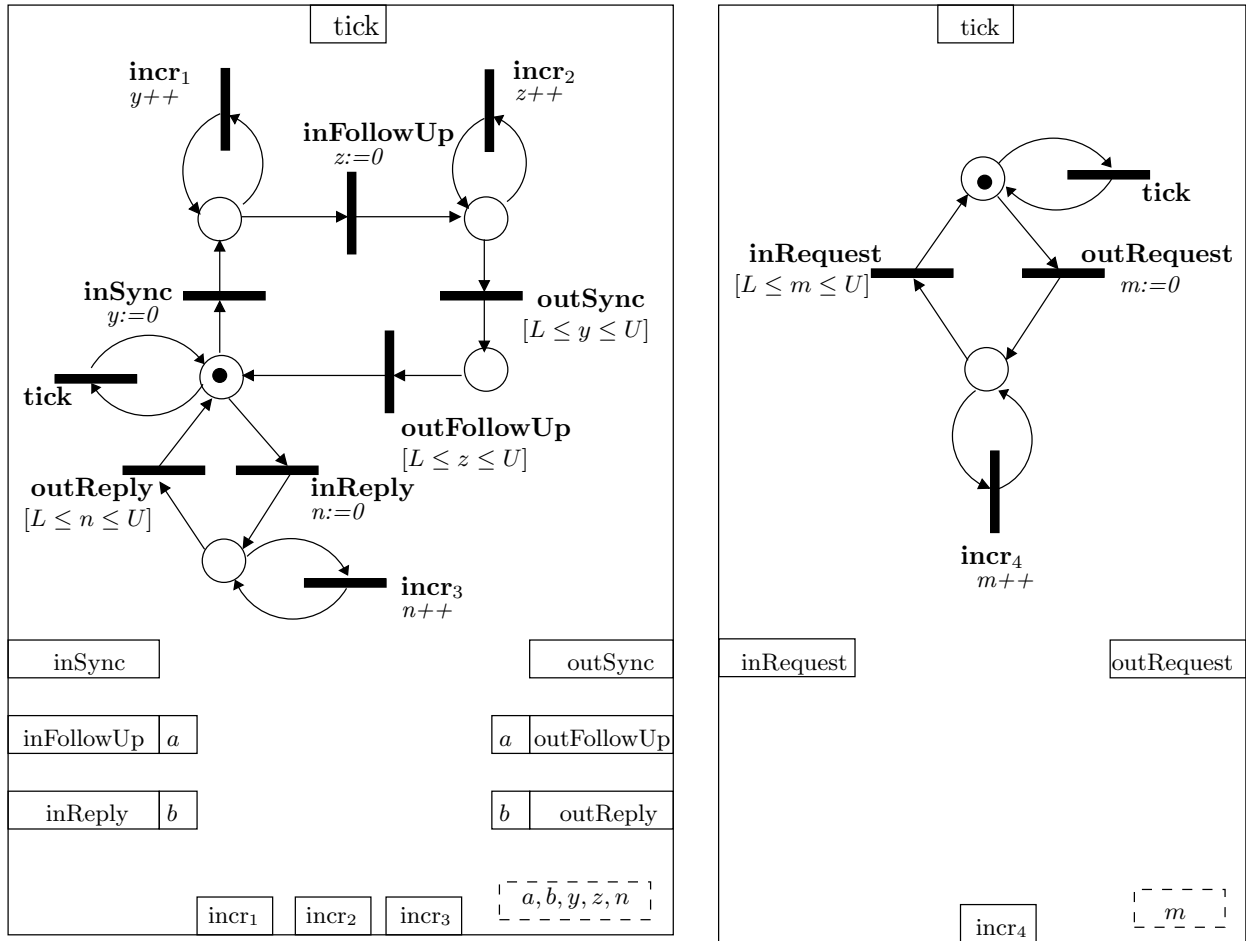 tick
incr₁
y++
incr₂
z++
inFollowUp
z:=0
inSync
y:=0
outSync
[L ≤ y ≤ U]
tick
outFollowUp
[L ≤ z ≤ U]
outReply
[L ≤ n ≤ U]
inReply
n:=0
incr₃
n++
inSync
outSync
inFollowUp a
a outFollowUp
inReply b
b outReply
incr₁
incr₂
incr₃
a, b, y, z, n
tick
tick
inRequest
[L ≤ m ≤ U]
outRequest
m:=0
incr₄
m++
inRequest
outRequest
incr₄
m